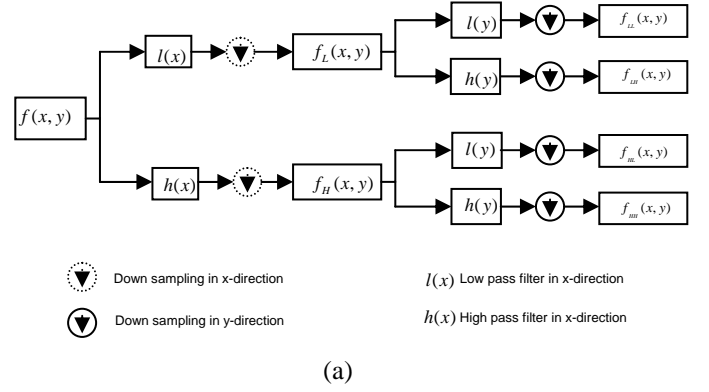 l(y) f_LL(x, y)
l(x) f_L(x, y)
h(y) f_LH(x, y)
f(x, y)
l(y) f_HL(x, y)
h(x) f_H(x, y)
h(y) f_HH(x, y)
Down sampling in x-direction l(x) Low pass filter in x-direction
Down sampling in y-direction h(x) High pass filter in x-direction
(a)